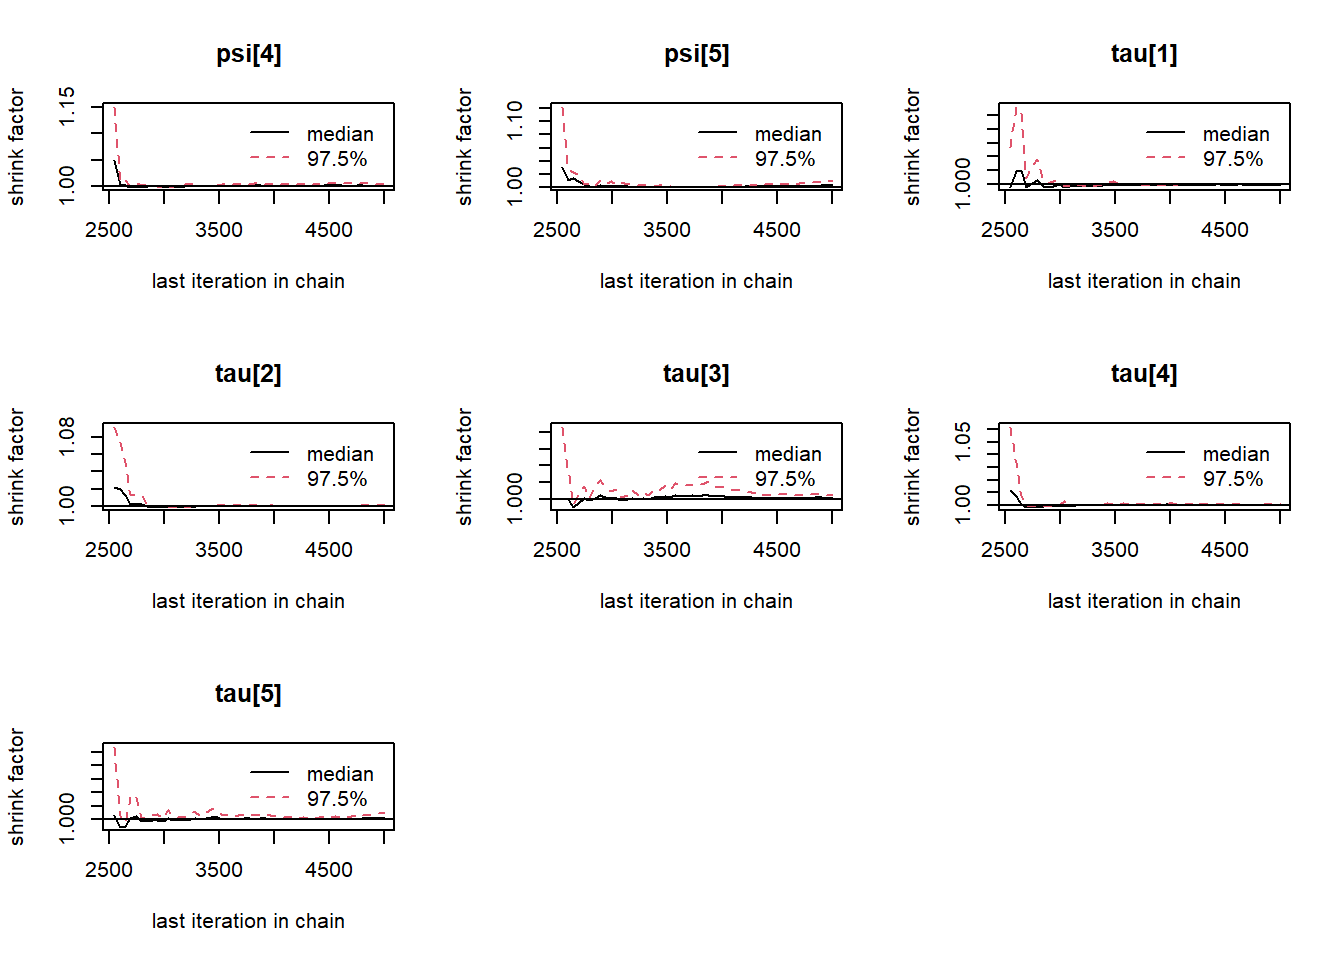 psi[4]
shrink factor
1.15
1.00
median
97.5%
2500 3500 4500
last iteration in chain
psi[5]
shrink factor
1.10
1.00
median
97.5%
2500 3500 4500
last iteration in chain
tau[1]
shrink factor
1.000
median
97.5%
2500 3500 4500
last iteration in chain
tau[2]
shrink factor
1.08
1.00
median
97.5%
2500 3500 4500
last iteration in chain
tau[3]
shrink factor
1.000
median
97.5%
2500 3500 4500
last iteration in chain
tau[4]
shrink factor
1.05
1.00
median
97.5%
2500 3500 4500
last iteration in chain
tau[5]
shrink factor
1.000
median
97.5%
2500 3500 4500
last iteration in chain